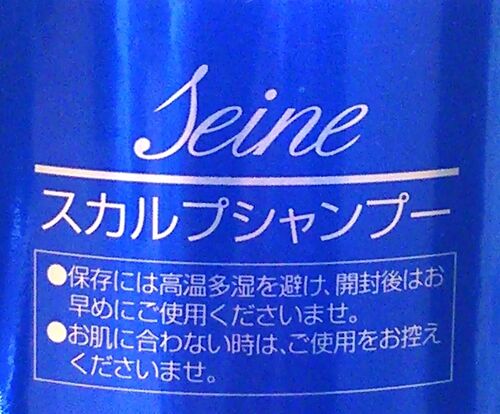 Seine
スカルプシャンプー
●保存には高温多湿を避け、開封後はお
早めにご使用くださいませ。
●お肌に合わない時は、ご使用をお控え
くださいませ。